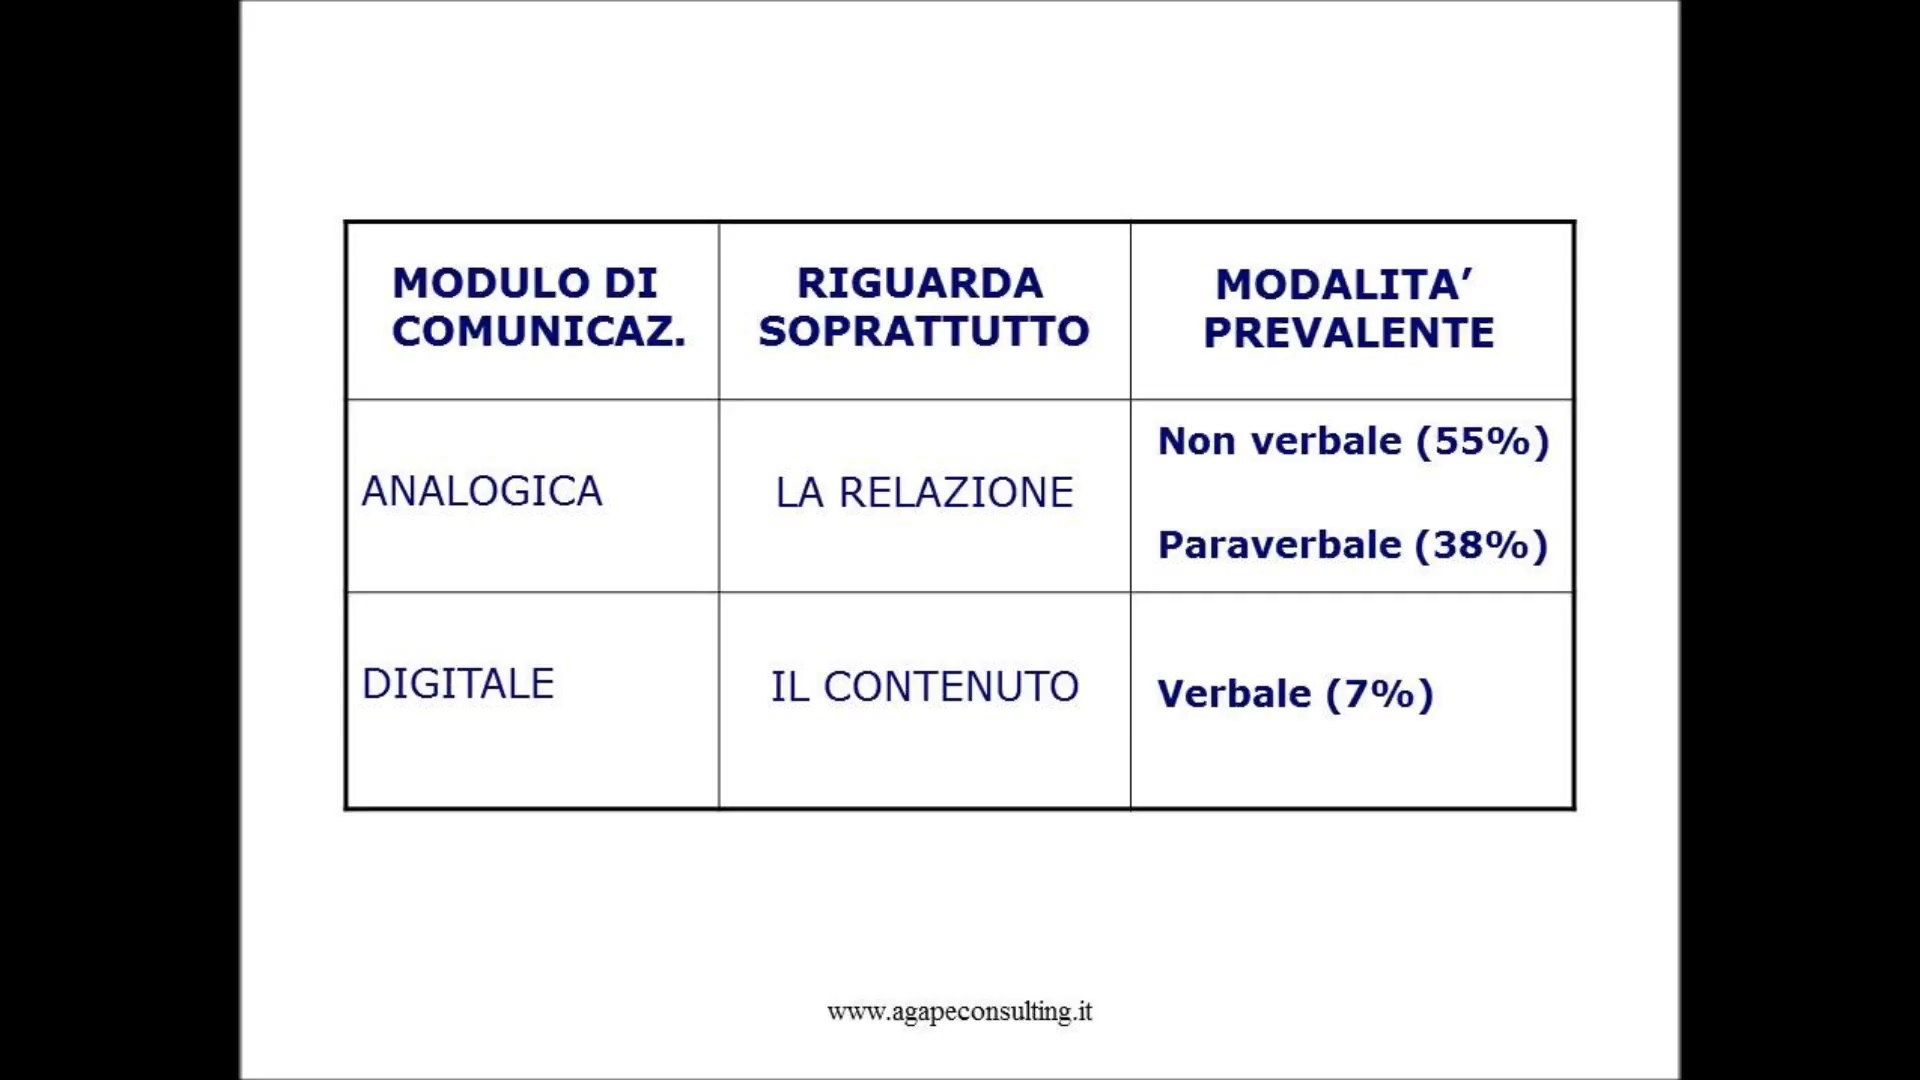 MODULO DI
COMUNICAZ.
RIGUARDA
SOPRATTUTTO
MODALITA’
PREVALENTE
ANALOGICA
LA RELAZIONE
Non verbale (55%)
Paraverbale (38%)
DIGITALE
IL CONTENUTO
Verbale (7%)
www.agapeconsulting.it